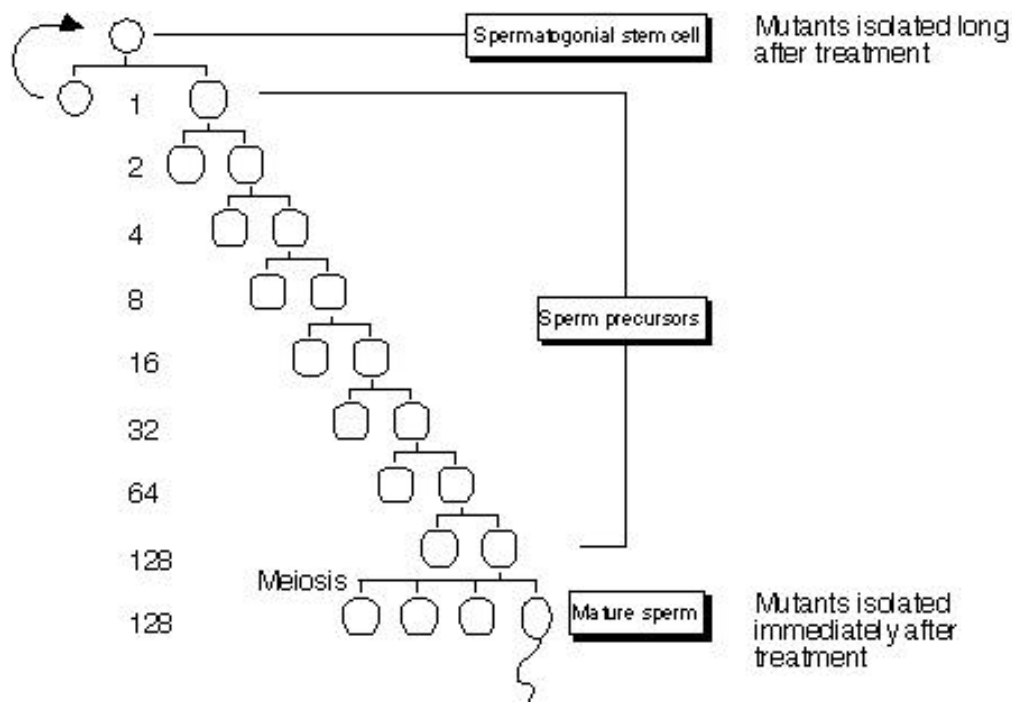 Spermatogonial stem cell
Mutants isolated long
after treatment
1
2
4
8
Sperm precursors
16
32
64
128
Meiosis
128
Mature sperm
Mutants isolated
immediately after
treatment